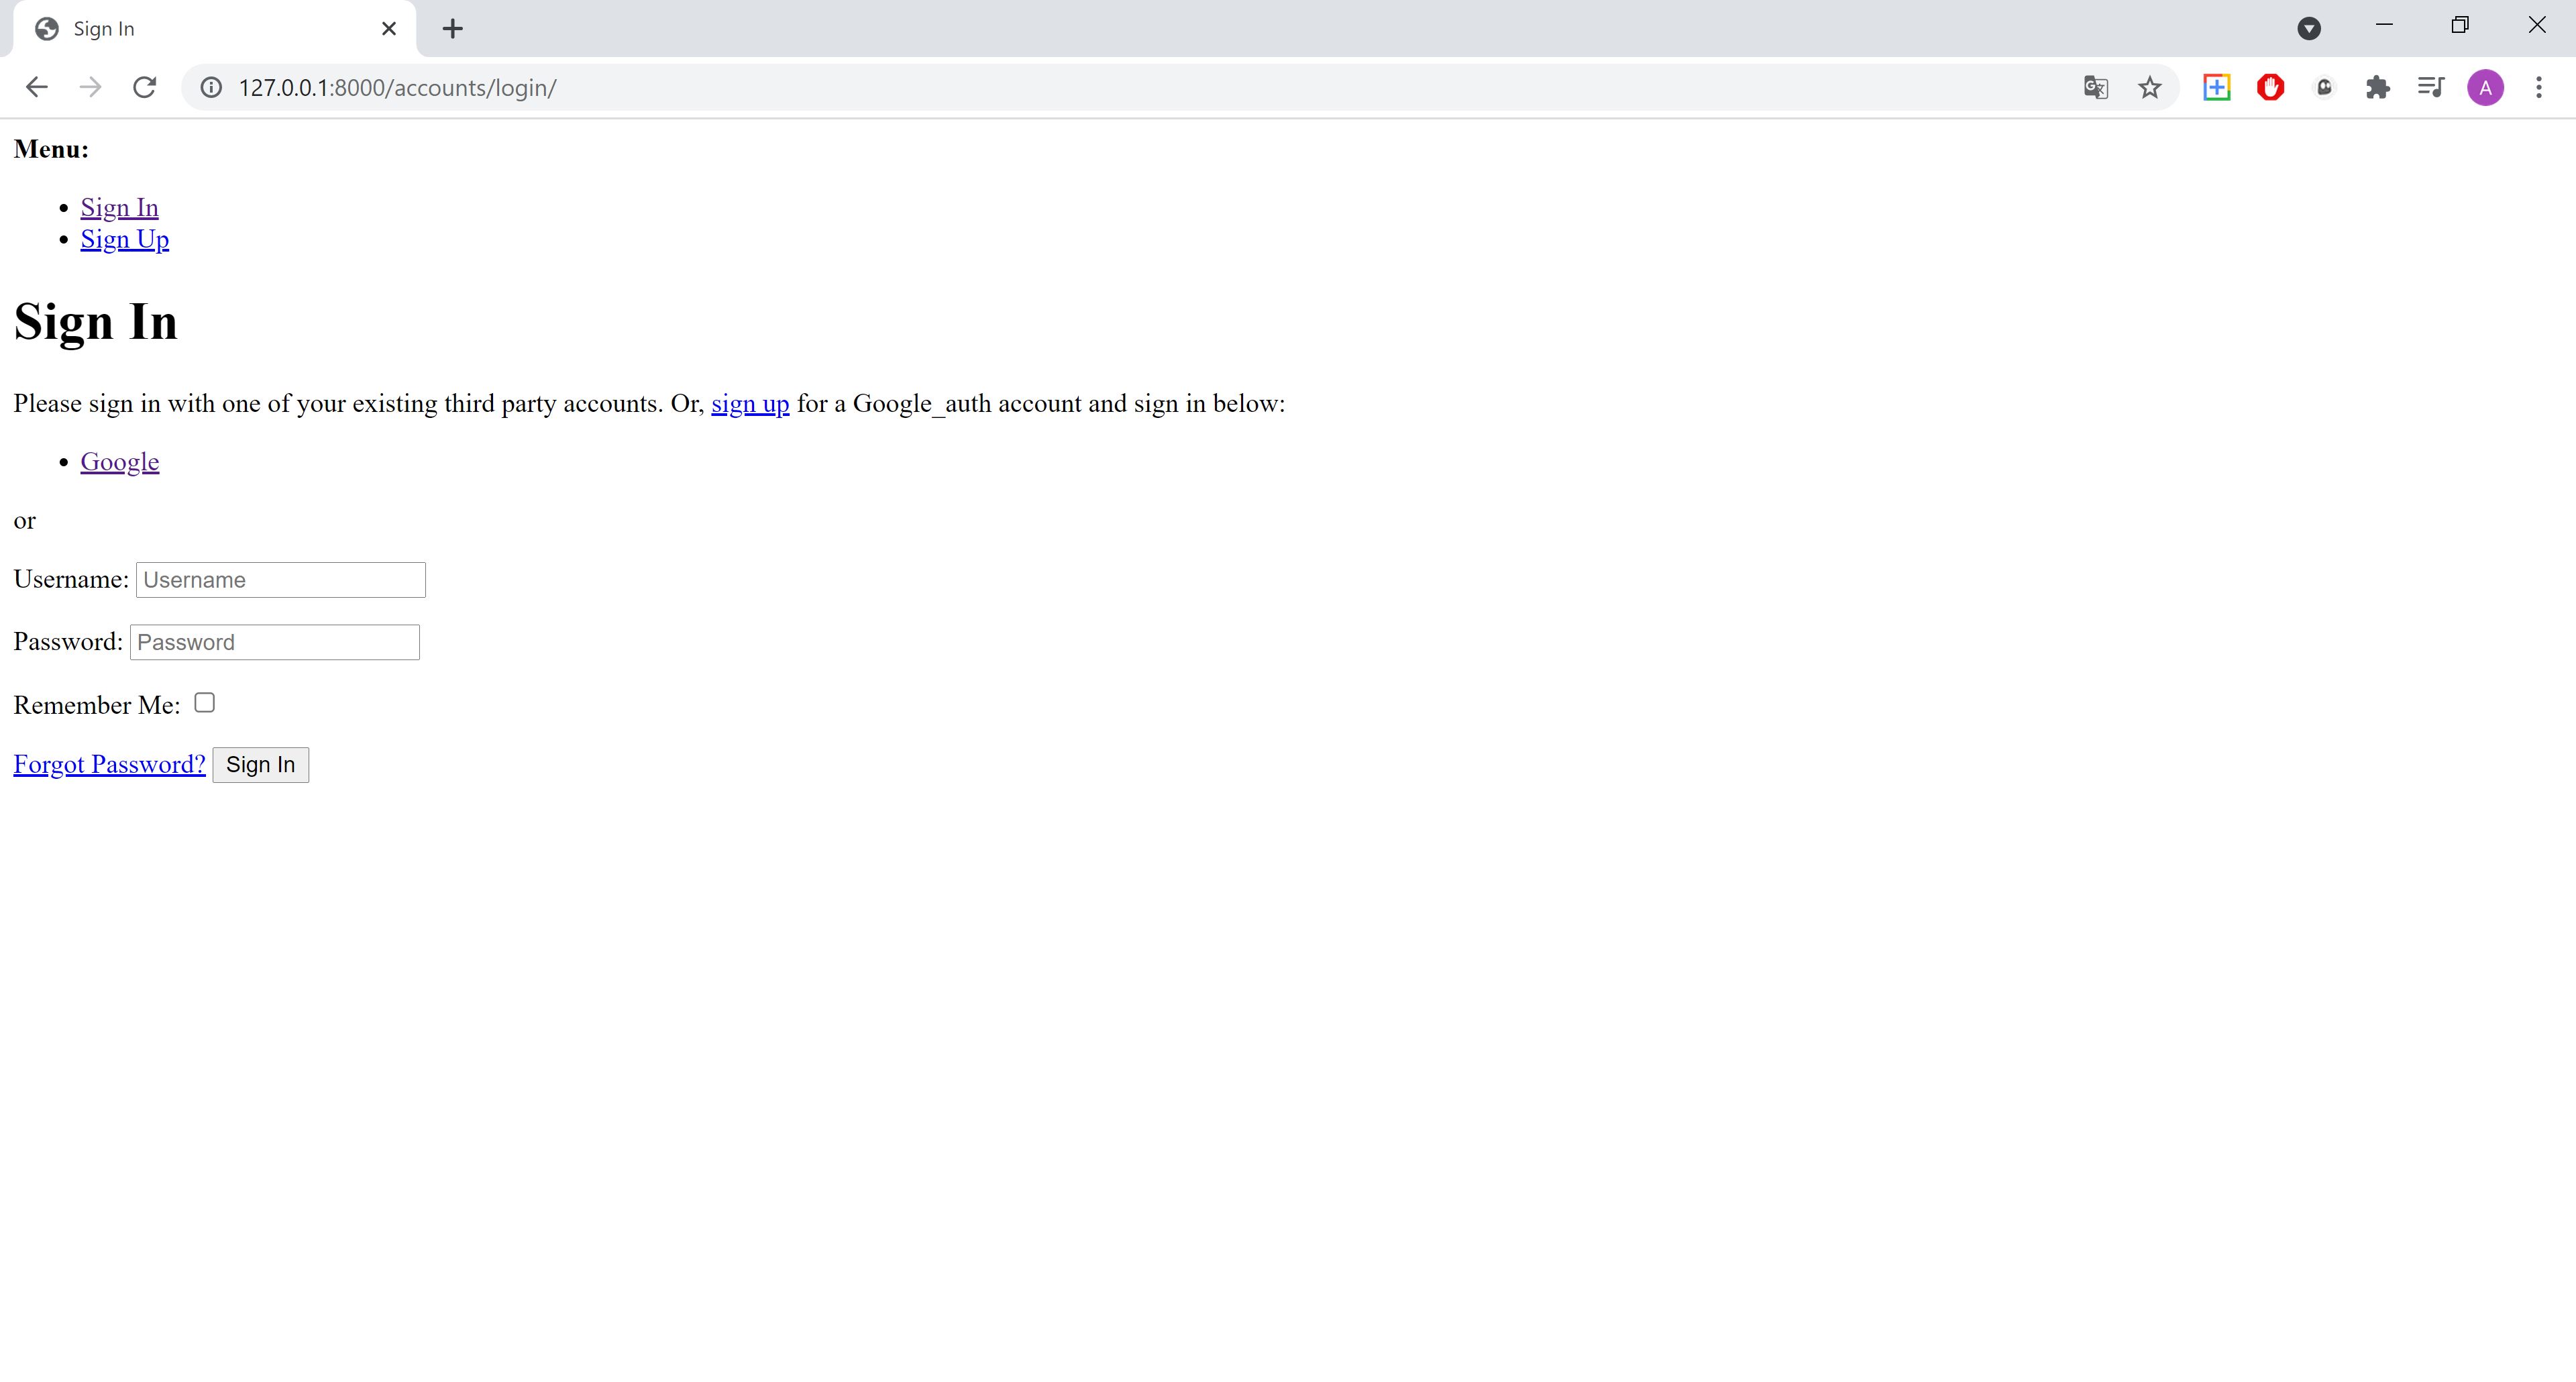 Sign In
127.0.0.1:8000/accounts/login/
A
Menu:
Sign In
Sign Up
Sign In
Please sign in with one of your existing third party accounts. Or, sign up for a Google_auth account and sign in below:
Google
or
Username: Username
Password: Password
Remember Me:
Forgot Password? Sign In